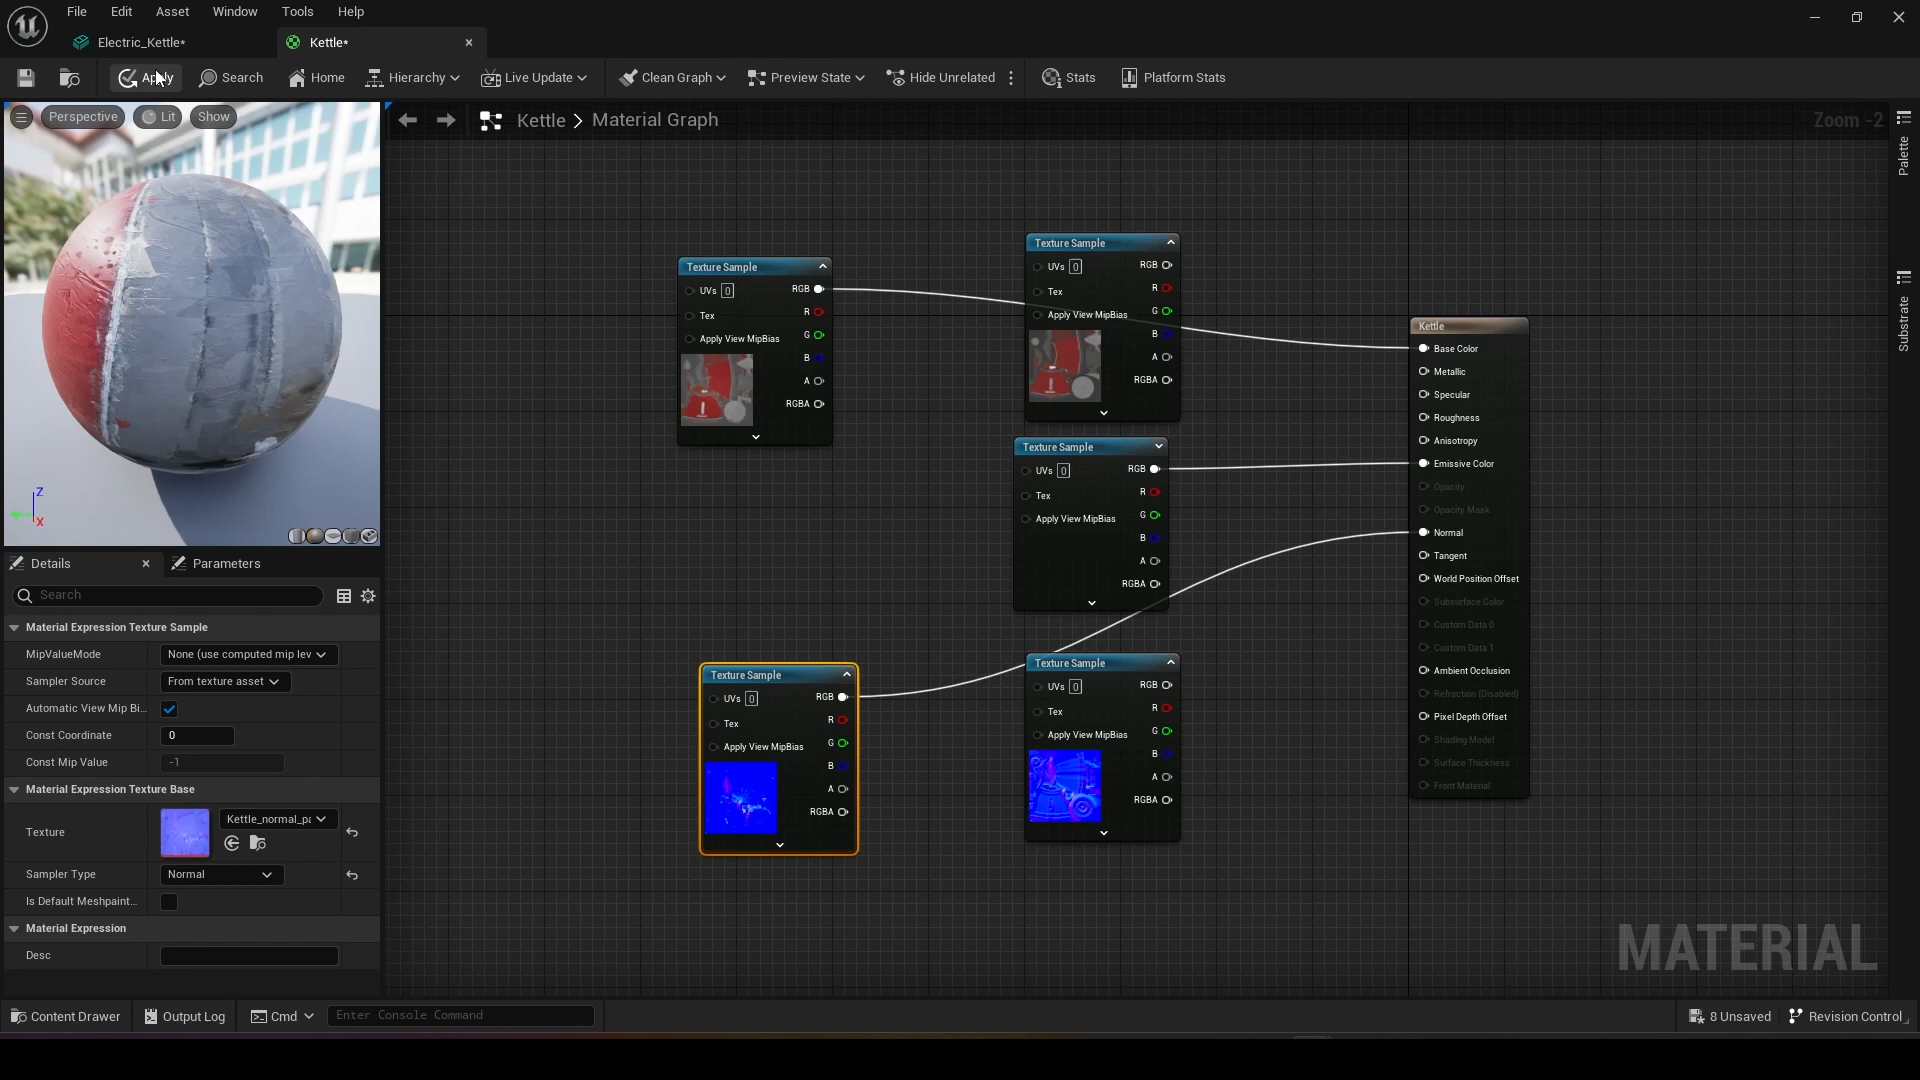 File Edit Asset Window Tools Help
Electric_Kettle*
Kettle*
Apply Search Home Hierarchy Live Update Clean Graph Preview State Hide Unrelated Stats Platform Stats
Perspective Lit Show
Z
X
Kettle > Material Graph
Zoom -2
Palette
Substrate
Texture Sample
UVs 0 RGB
Tex R
Apply View MipBias G
B
A
RGBA
Texture Sample
UVs 0 RGB
Tex R
Apply View MipBias G
B
A
RGBA
Texture Sample
UVs 0 RGB
Tex R
Apply View MipBias G
B
A
RGBA
Texture Sample
UVs 0 RGB
Tex R
Apply View MipBias G
B
A
RGBA
Texture Sample
UVs 0 RGB
Tex R
Apply View MipBias G
B
A
RGBA
Kettle
Base Color
Metallic
Specular
Roughness
Anisotropy
Emissive Color
Opacity
Opacity Mask
Normal
Tangent
World Position Offset
Subsurface Color
Custom Data 0
Custom Data 1
Ambient Occlusion
Refraction (Disabled)
Pixel Depth Offset
Shading Model
Surface Thickness
Front Material
MATERIAL
Details Parameters
Search
Material Expression Texture Sample
MipValueMode None (use computed mip lev
Sampler Source From texture asset
Automatic View Mip Bi...
Const Coordinate 0
Const Mip Value -1
Material Expression Texture Base
Texture Kettle_normal_pa
Sampler Type Normal
Is Default Meshpaint...
Material Expression
Desc
Content Drawer Output Log Cmd Enter Console Command 8 Unsaved Revision Control